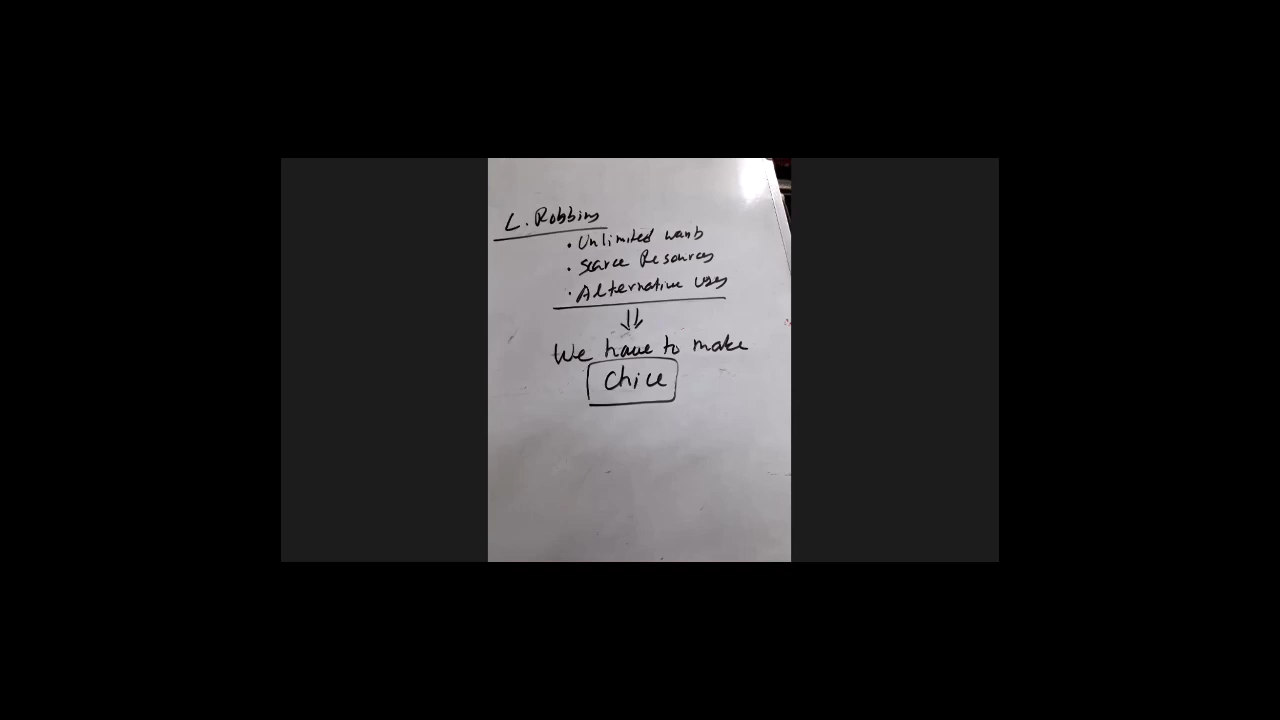 L. Robbins
• Unlimited wants
• Scarce Resources
• Alternative uses
We have to make
Chice